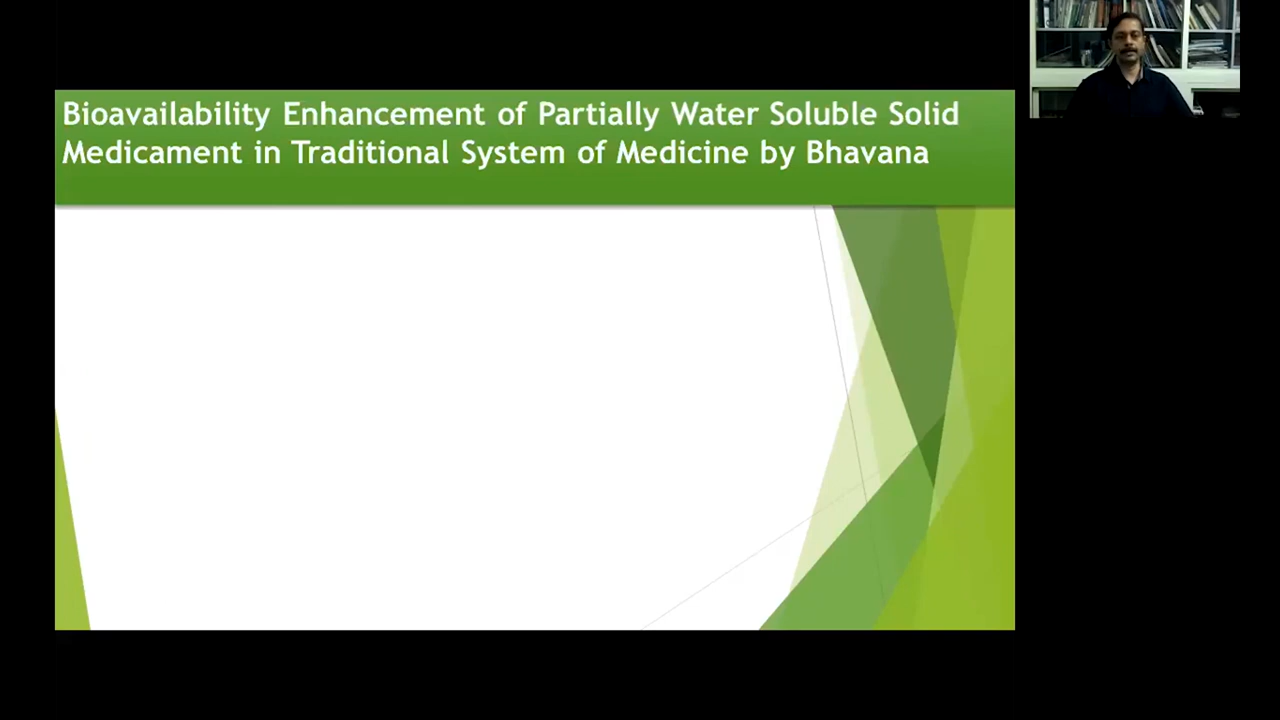 Bioavailability Enhancement of Partially Water Soluble Solid
Medicament in Traditional System of Medicine by Bhavana